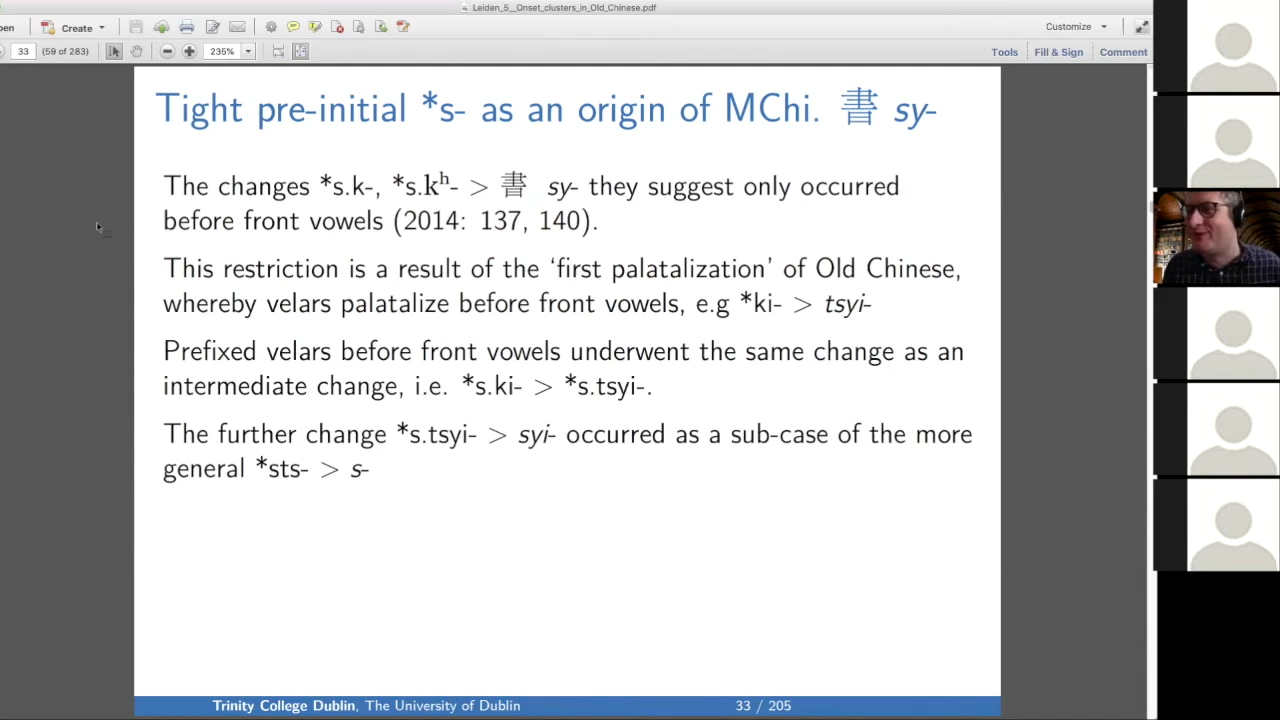 Leiden_5__Onset_clusters_in_Old_Chinese.pdf
pen Create Customize
33 (59 of 283) 235% Tools Fill & Sign Comment
Tight pre-initial *s- as an origin of MChi. 書 sy-
The changes *s.k-, *s.kʰ- > 書 sy- they suggest only occurred
before front vowels (2014: 137, 140).
This restriction is a result of the ‘first palatalization’ of Old Chinese,
whereby velars palatalize before front vowels, e.g *ki- > tsyi-
Prefixed velars before front vowels underwent the same change as an
intermediate change, i.e. *s.ki- > *s.tsyi-.
The further change *s.tsyi- > syi- occurred as a sub-case of the more
general *sts- > s-
Trinity College Dublin, The University of Dublin 33 / 205